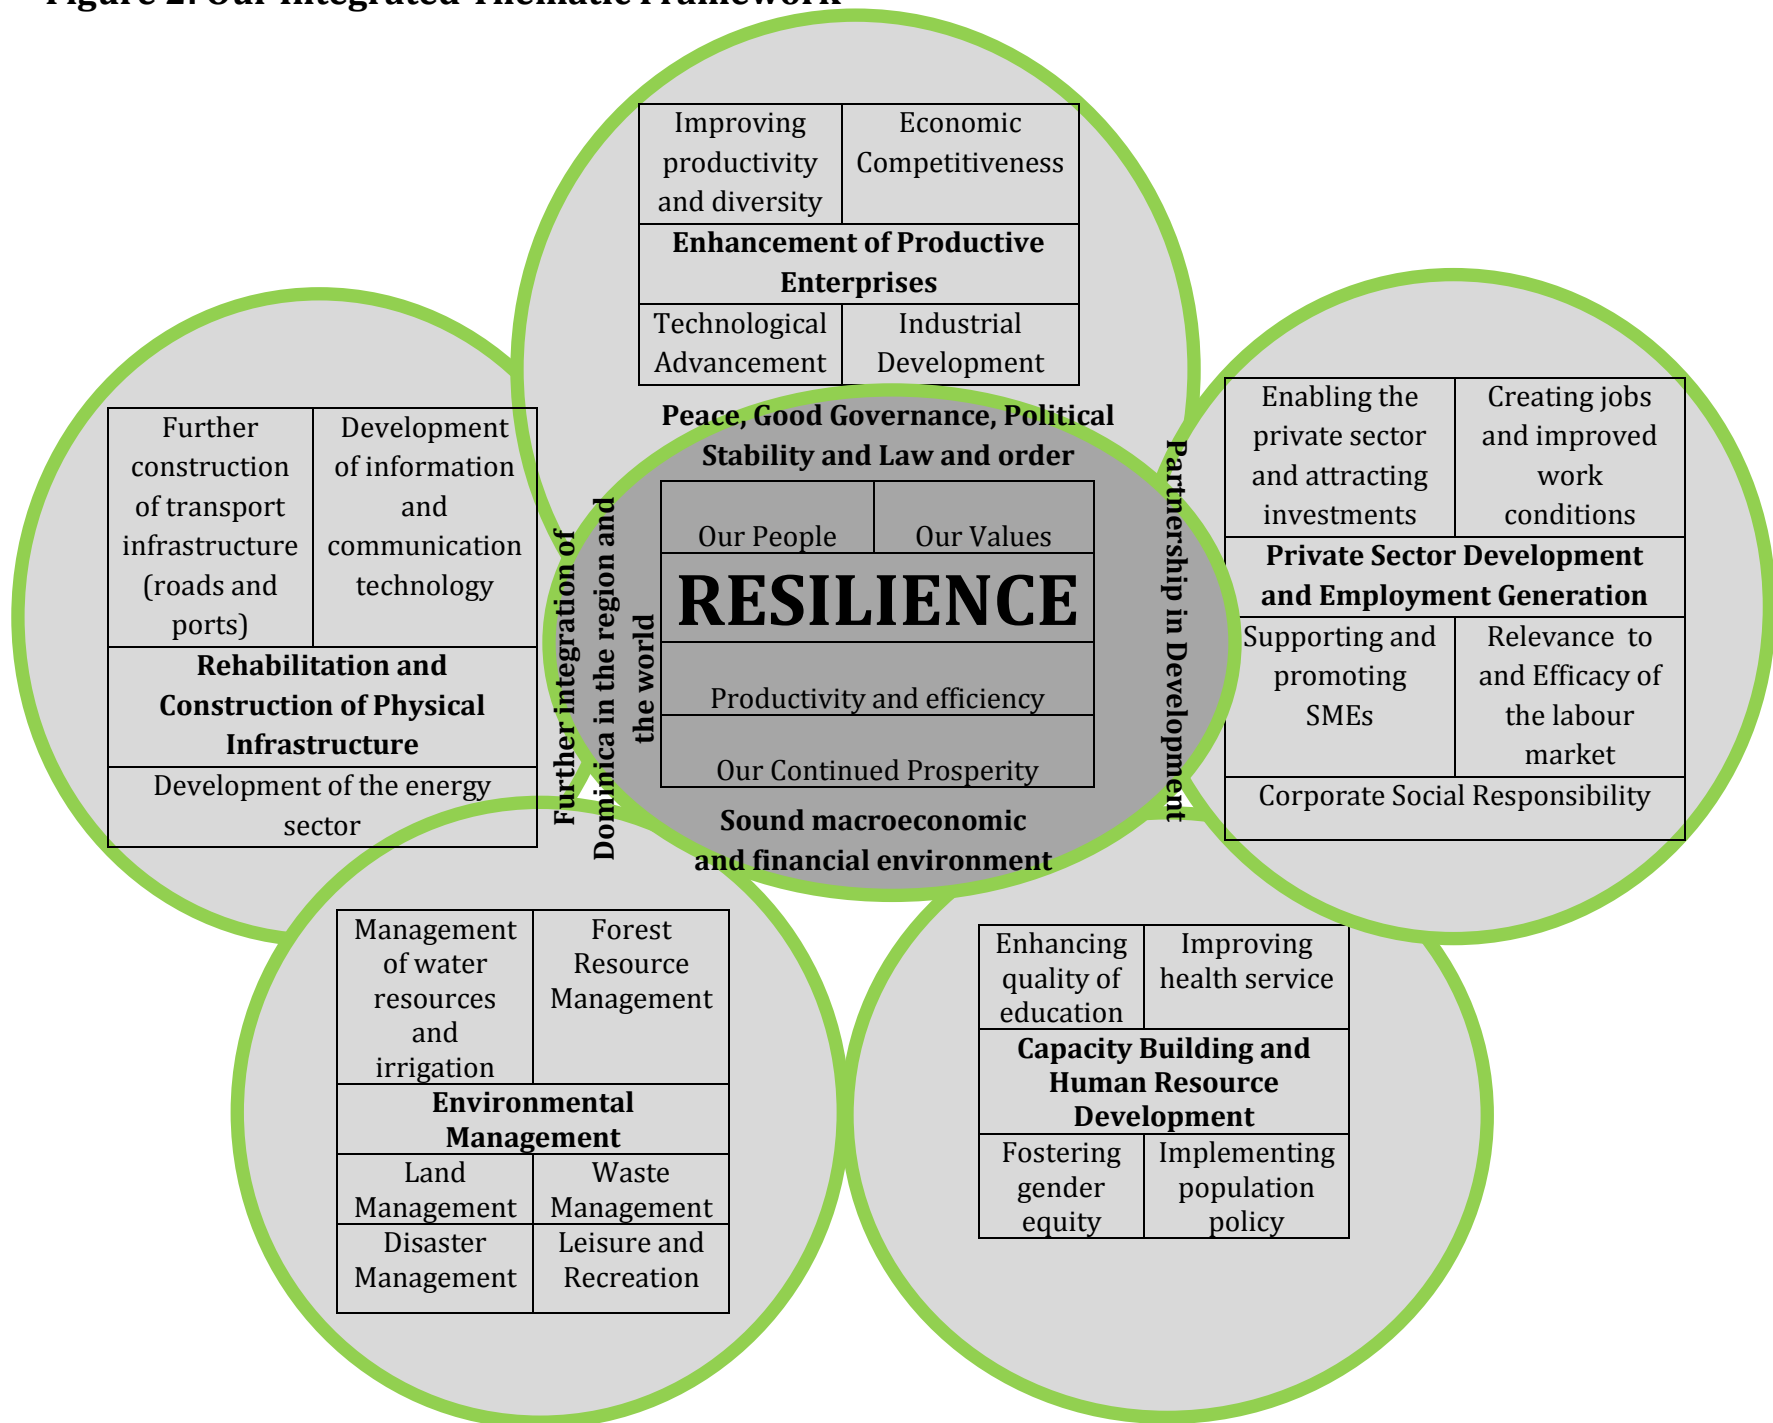 Figure 2: Our Integrated Thematic Framework
Improving
productivity
and diversity
Economic
Competitiveness
Enhancement of Productive
Enterprises
Technological
Advancement
Industrial
Development
Further
construction
of transport
infrastructure
(roads and
ports)
Development
of information
and
communication
technology
Rehabilitation and
Construction of Physical
Infrastructure
Development of the energy
sector
Further integration of
Dominica in the region and
the world
Peace, Good Governance, Political
Stability and Law and order
Our People
Our Values
RESILIENCE
Productivity and efficiency
Our Continued Prosperity
Sound macroeconomic
and financial environment
Partnership in Development
Enabling the
private sector
and attracting
investments
Creating jobs
and improved
work
conditions
Private Sector Development
and Employment Generation
Supporting and
promoting
SMEs
Relevance to
and Efficacy of
the labour
market
Corporate Social Responsibility
Management
of water
resources
and
irrigation
Forest
Resource
Management
Environmental
Management
Land
Management
Waste
Management
Disaster
Management
Leisure and
Recreation
Enhancing
quality of
education
Improving
health service
Capacity Building and
Human Resource
Development
Fostering
gender
equity
Implementing
population
policy